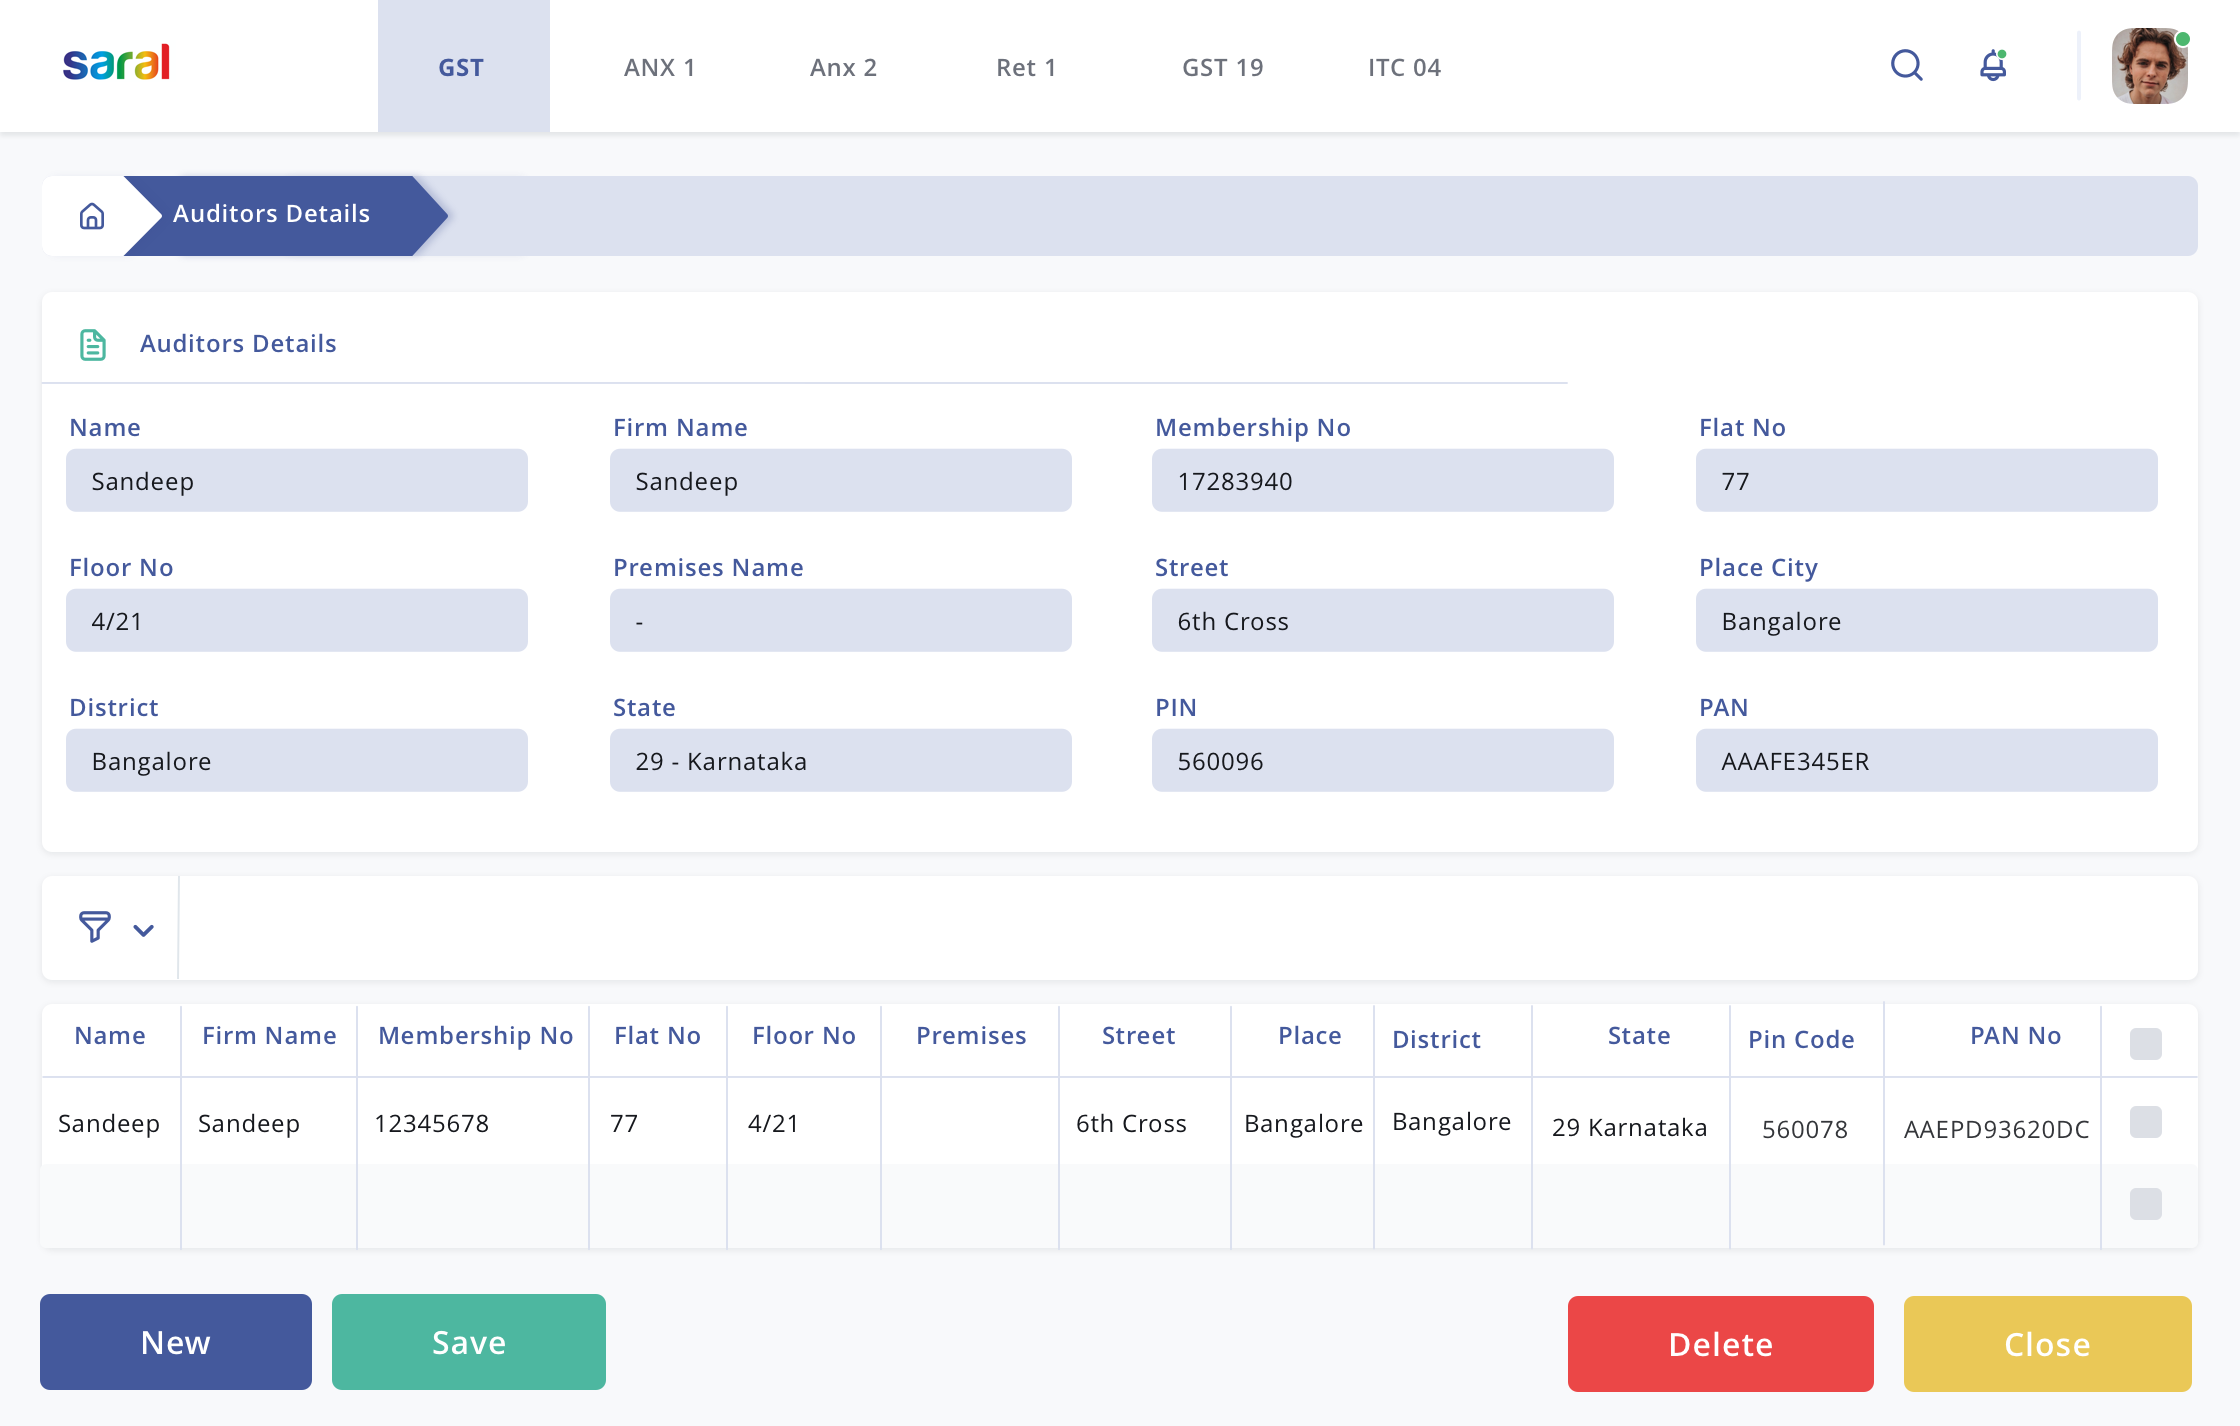 saral
GST ANX 1 Anx 2 Ret 1 GST 19 ITC 04
Auditors Details
Auditors Details
Name Firm Name Membership No Flat No
Sandeep Sandeep 17283940 77
Floor No Premises Name Street Place City
4/21 - 6th Cross Bangalore
District State PIN PAN
Bangalore 29 - Karnataka 560096 AAAFE345ER
Name Firm Name Membership No Flat No Floor No Premises Street Place District State Pin Code PAN No
Sandeep Sandeep 12345678 77 4/21 6th Cross Bangalore Bangalore 29 Karnataka 560078 AAEPD93620DC
New Save Delete Close